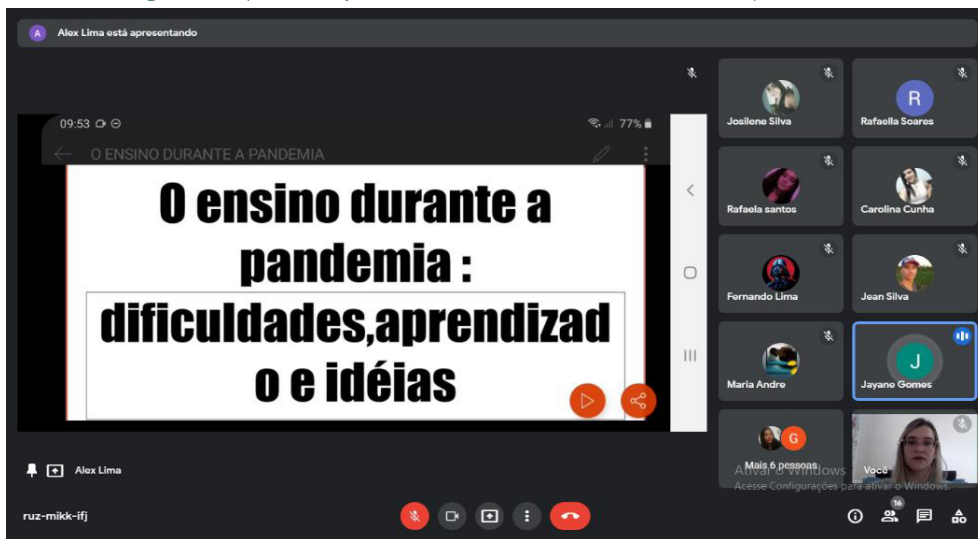 A Alex Lima está apresentando
09:53
77%
O ENSINO DURANTE A PANDEMIA
O ensino durante a
pandemia :
dificuldades,aprendizad
o e idéias
Josilene Silva
R
Rafaella Soares
Rafaela santos
Carolina Cunha
Fernando Lima
Jean Silva
Maria Andre
J
Jayane Gomes
G
Mais 6 pessoas
Você
Ativar o Windows
Acesse Configurações para ativar o Windows.
Alex Lima
ruz-mikk-ifj
16